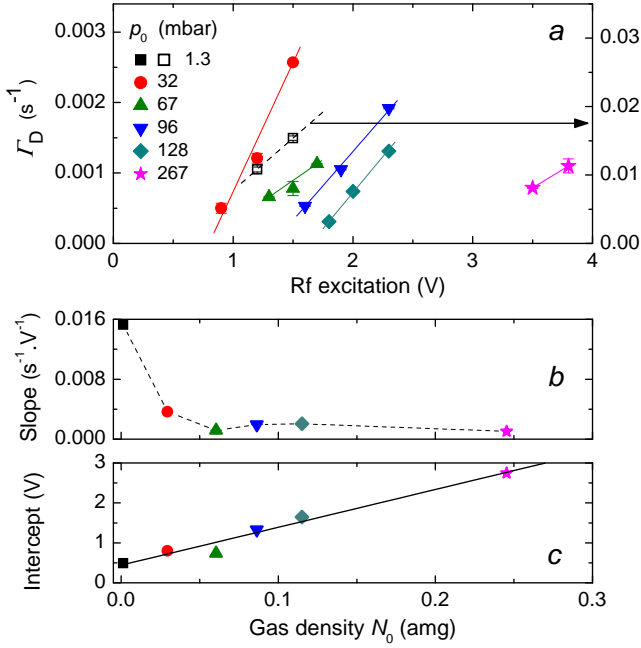 0.003
0.002
0.001
0.000
Γ_D (s⁻¹)
p₀ (mbar)
1.3
32
67
96
128
267
a
0.03
0.02
0.01
0.00
0 1 2 3 4
Rf excitation (V)
0.016
0.008
0.000
Slope (s⁻¹.V⁻¹)
b
3
2
1
0
Intercept (V)
c
0.0 0.1 0.2 0.3
Gas density N₀ (amg)